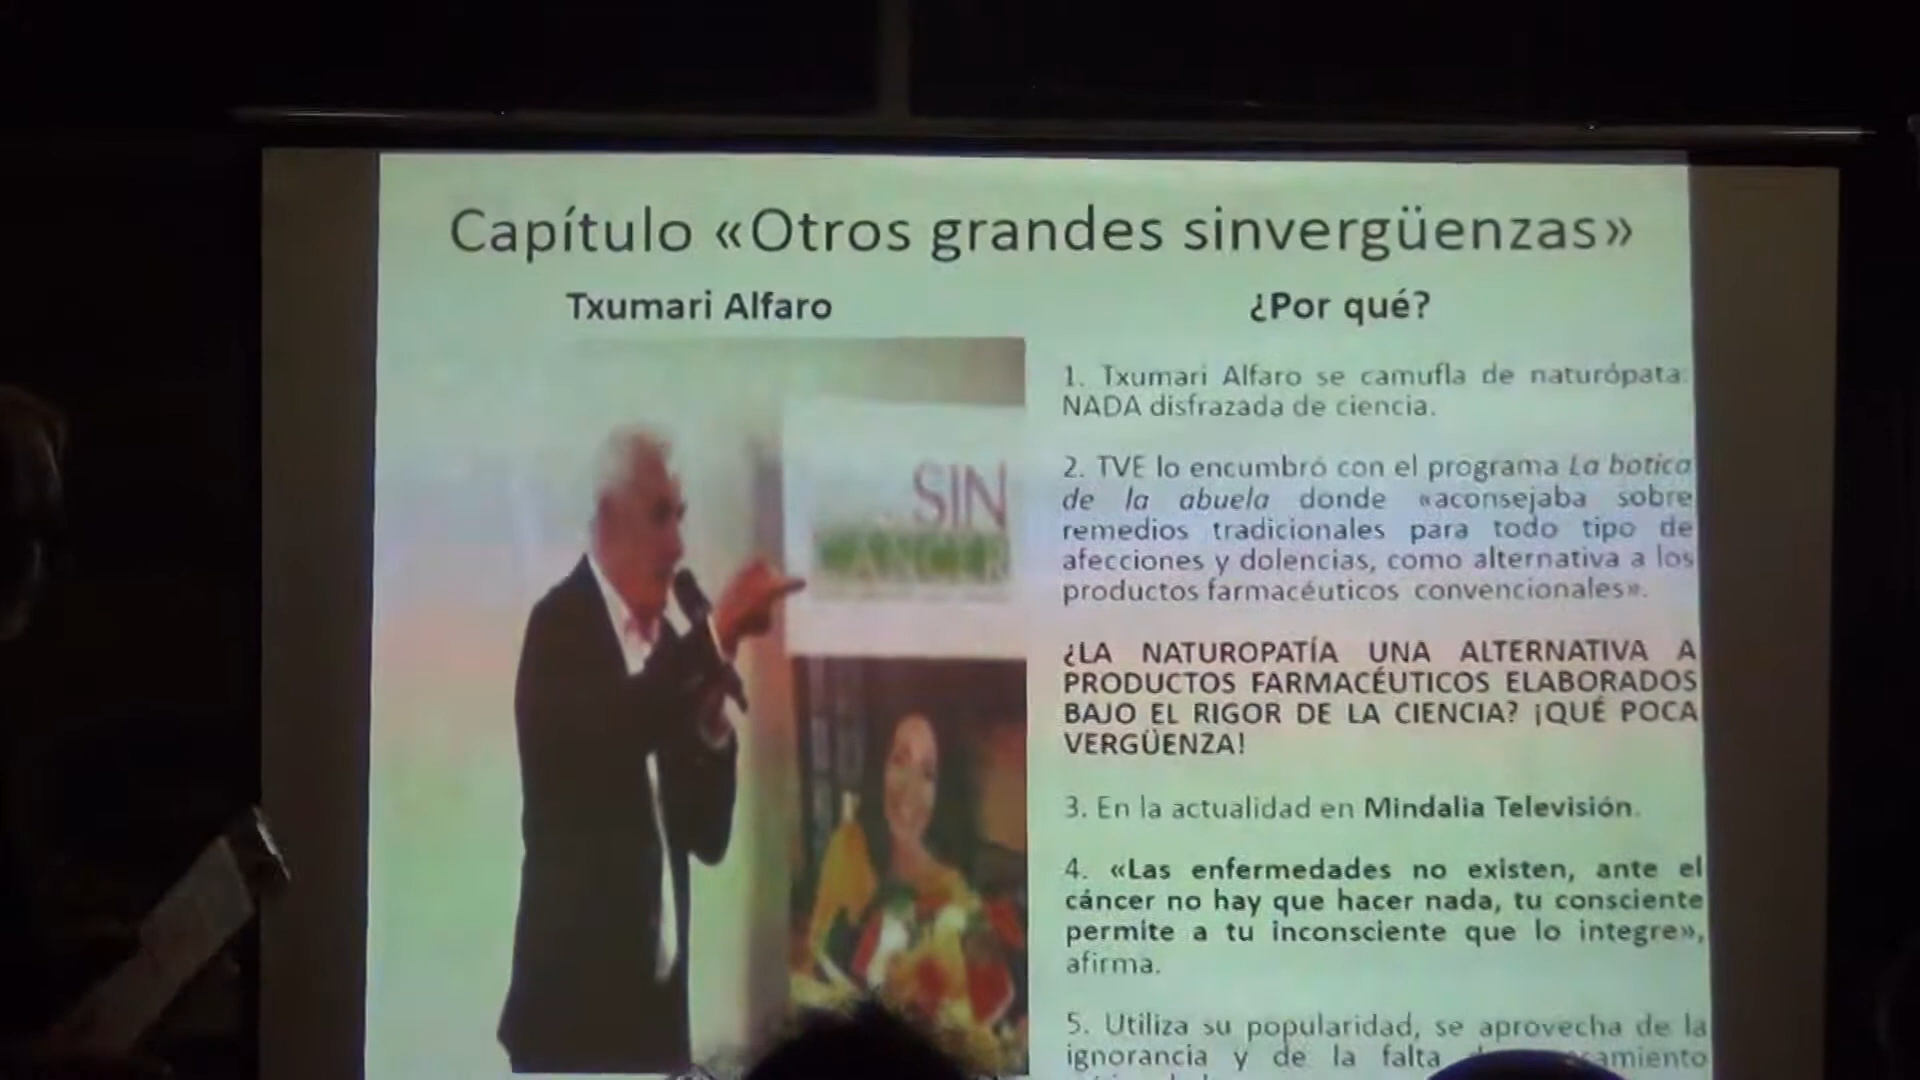 Capítulo «Otros grandes sinvergüenzas»
Txumari Alfaro
SIN
¿Por qué?
1. Txumari Alfaro se camufla de naturópata:
NADA disfrazada de ciencia.
2. TVE lo encumbró con el programa La botica
de la abuela donde «aconsejaba sobre
remedios tradicionales para todo tipo de
afecciones y dolencias, como alternativa a los
productos farmacéuticos convencionales».
¿LA NATUROPATÍA UNA ALTERNATIVA A
PRODUCTOS FARMACÉUTICOS ELABORADOS
BAJO EL RIGOR DE LA CIENCIA? ¡QUÉ POCA
VERGÜENZA!
3. En la actualidad en Mindalia Televisión.
4. «Las enfermedades no existen, ante el
cáncer no hay que hacer nada, tu consciente
permite a tu inconsciente que lo integre»,
afirma.
5. Utiliza su popularidad, se aprovecha de la
ignorancia y de la falta